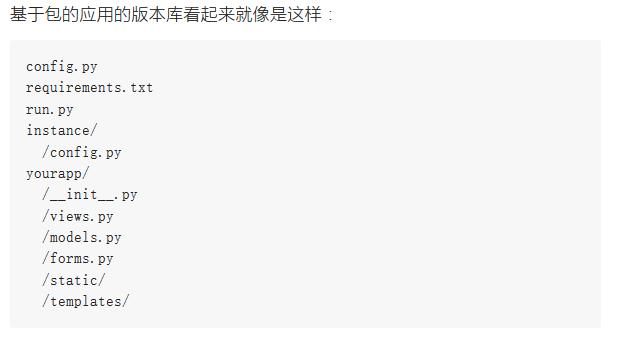 基于包的应用的版本库看起来就像是这样：
config.py
requirements.txt
run.py
instance/
  /config.py
yourapp/
  /__init__.py
  /views.py
  /models.py
  /forms.py
  /static/
  /templates/